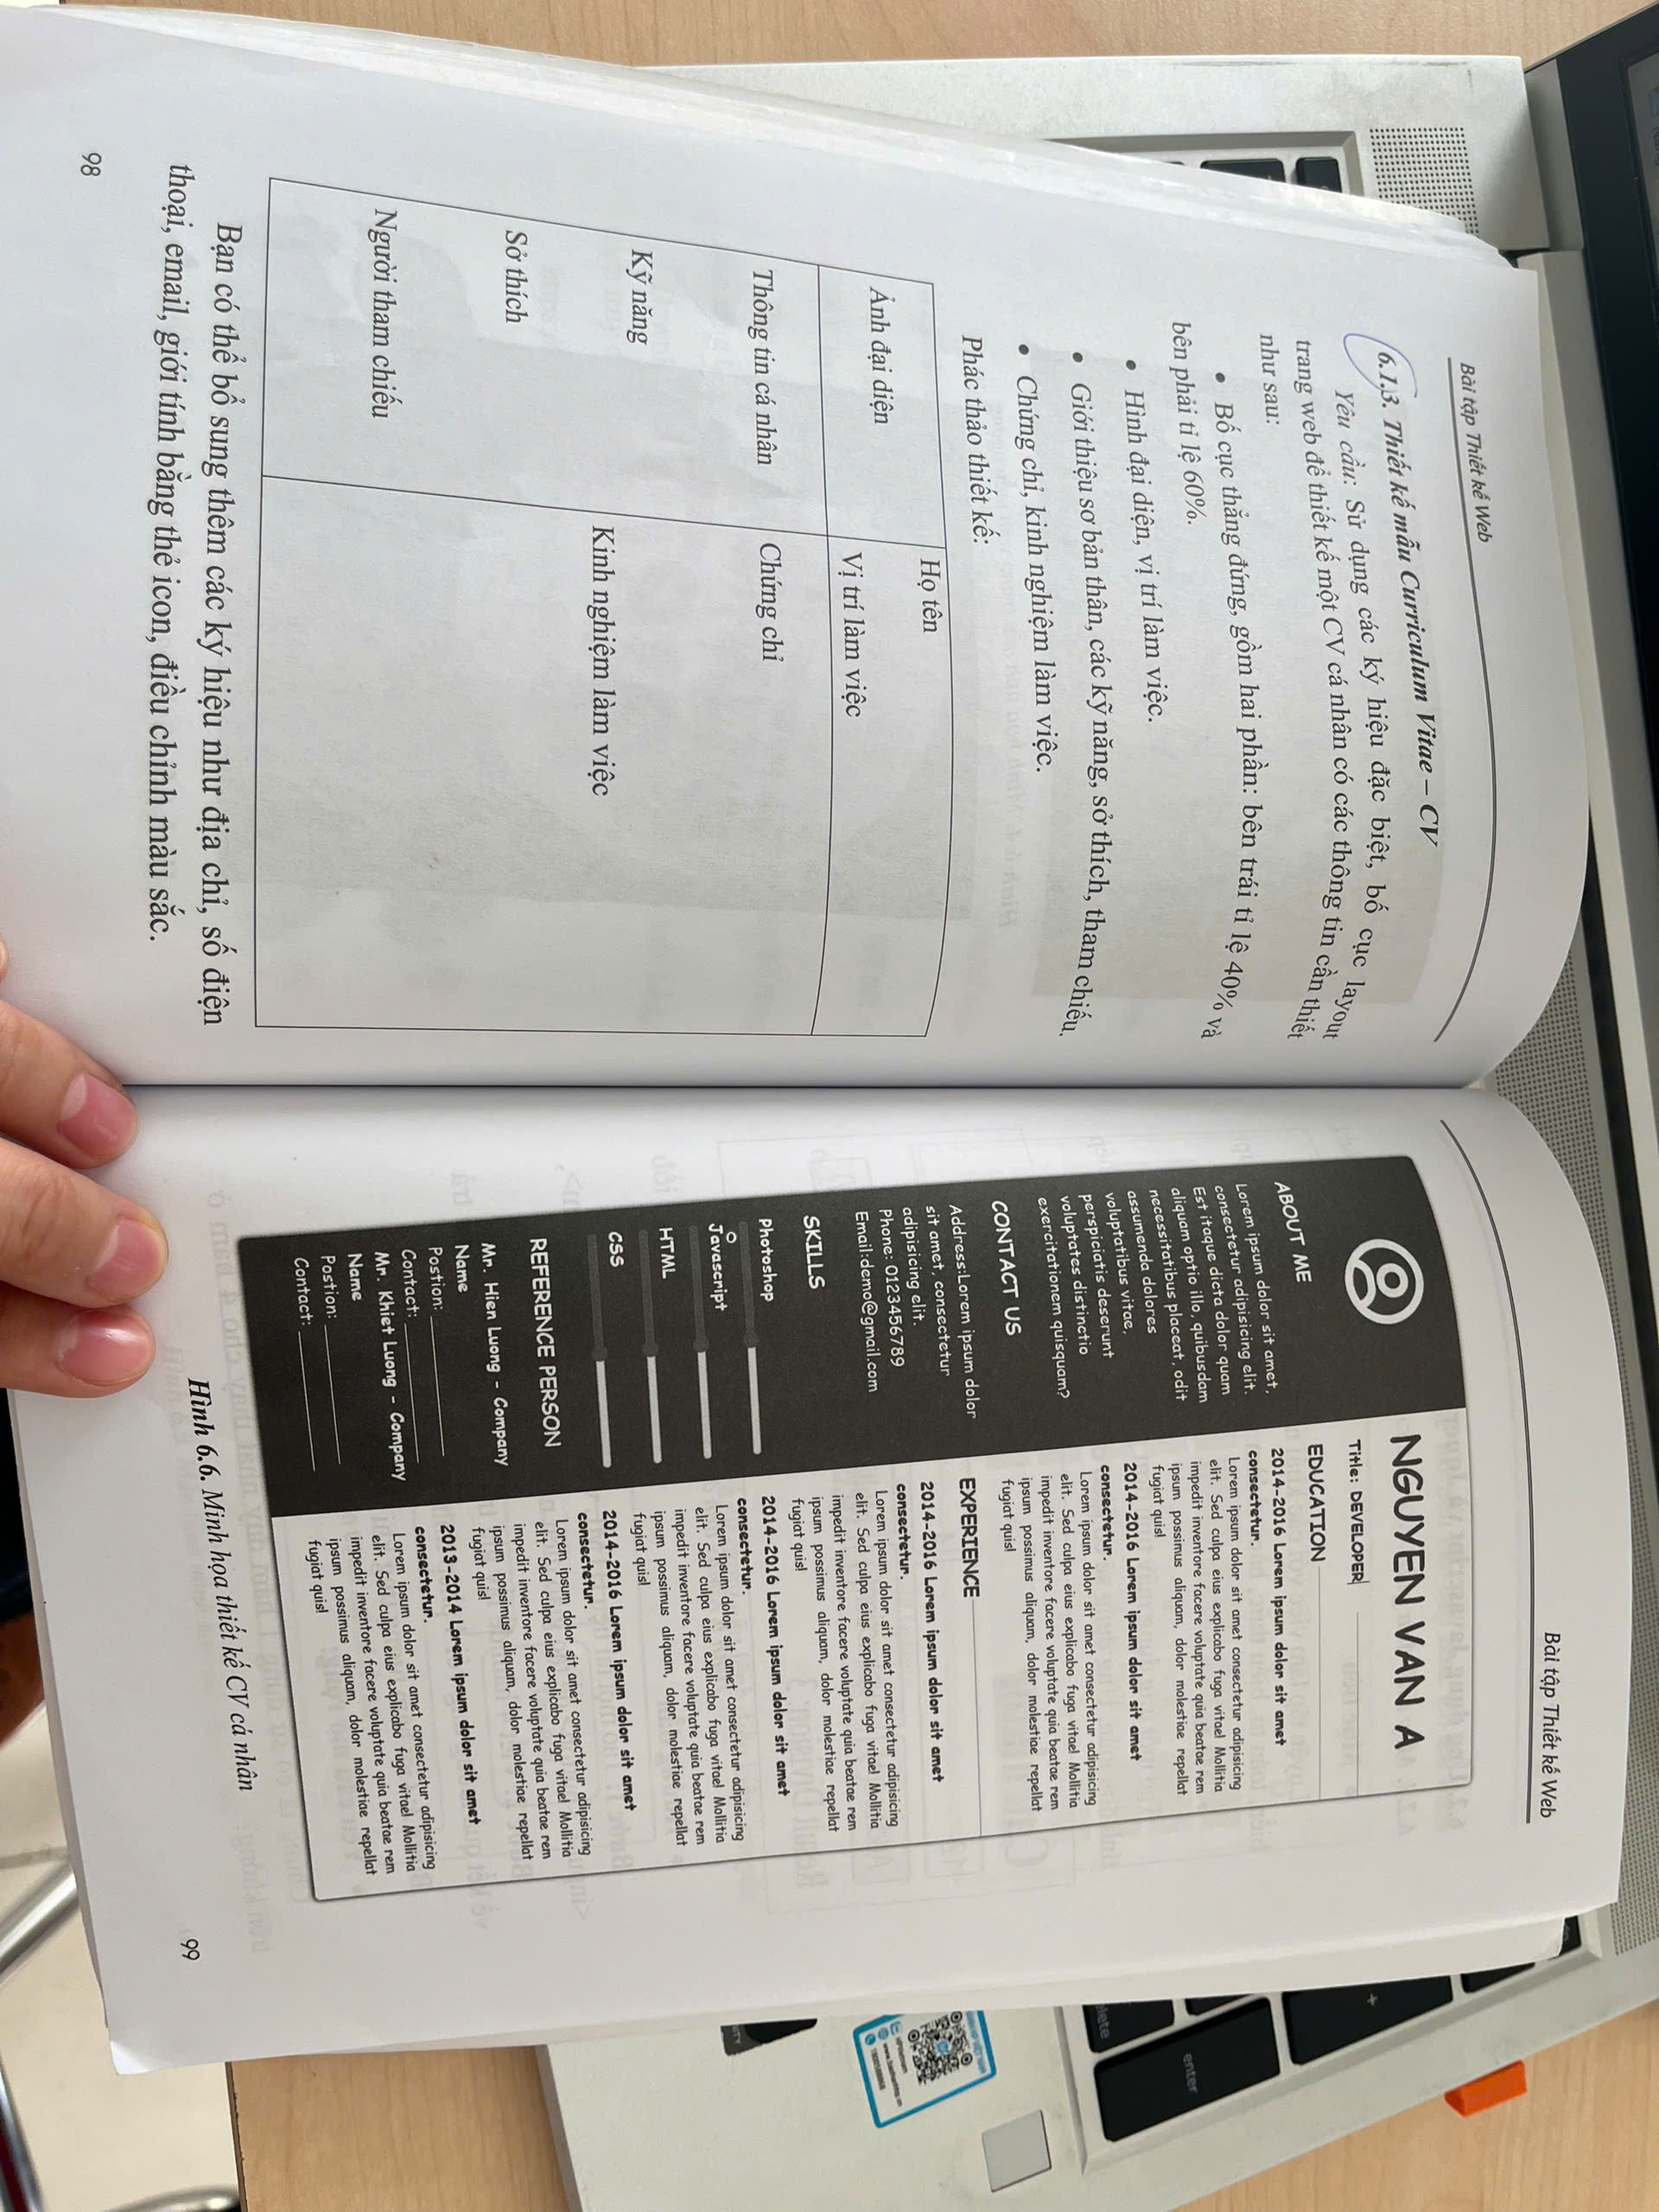 Bài tập Thiết kế Web
6.1.3. Thiết kế mẫu Curriculum Vitae – CV
Yêu cầu: Sử dụng các ký hiệu đặc biệt, bố cục layout
trang web để thiết kế một CV cá nhân có các thông tin cần thiết
như sau:
• Bố cục thẳng đứng, gồm hai phần: bên trái tỉ lệ 40% và
bên phải tỉ lệ 60%.
• Hình đại diện, vị trí làm việc.
• Giới thiệu sơ bản thân, các kỹ năng, sở thích, tham chiếu.
• Chứng chỉ, kinh nghiệm làm việc.
Phác thảo thiết kế:
Họ tên
Ảnh đại diện
Vị trí làm việc
Thông tin cá nhân
Chứng chỉ
Kỹ năng
Kinh nghiệm làm việc
Sở thích
Người tham chiếu
Bạn có thể bổ sung thêm các ký hiệu như địa chỉ, số điện
thoại, email, giới tính bằng thẻ icon, điều chỉnh màu sắc.
98
Bài tập Thiết kế Web
ABOUT ME
Lorem ipsum dolor sit amet,
consectetur adipisicing elit.
Est itaque dicta dolor quam
aliquam optio illo, quibusdam
necessitatibus placeat, odit
assumenda dolores
voluptatibus vitae,
perspiciatis deserunt
voluptates distinctio
exercitationem quisquam?
CONTACT US
Address:Lorem ipsum dolor
sit amet, consectetur
adipisicing elit.
Phone: 0123456789
Email:demo@gmail.com
SKILLS
Photoshop
Javascript
HTML
CSS
REFERENCE PERSON
Mr. Hien Luong - Company
Name
Postion:
Contact:
Mr. Khiet Luong - Company
Name
Postion:
Contact:
NGUYEN VAN A
Title: DEVELOPER
EDUCATION
2014-2016 Lorem ipsum dolor sit amet
consectetur.
Lorem ipsum dolor sit amet consectetur adipisicing
elit. Sed culpa eius explicabo fuga vitae! Mollitia
impedit inventore facere voluptate quia beatae rem
ipsum possimus aliquam, dolor molestiae repellat
fugiat quis!
2014-2016 Lorem ipsum dolor sit amet
consectetur.
Lorem ipsum dolor sit amet consectetur adipisicing
elit. Sed culpa eius explicabo fuga vitae! Mollitia
impedit inventore facere voluptate quia beatae rem
ipsum possimus aliquam, dolor molestiae repellat
fugiat quis!
EXPERIENCE
2014-2016 Lorem ipsum dolor sit amet
consectetur.
Lorem ipsum dolor sit amet consectetur adipisicing
elit. Sed culpa eius explicabo fuga vitae! Mollitia
impedit inventore facere voluptate quia beatae rem
ipsum possimus aliquam, dolor molestiae repellat
fugiat quis!
2014-2016 Lorem ipsum dolor sit amet
consectetur.
Lorem ipsum dolor sit amet consectetur adipisicing
elit. Sed culpa eius explicabo fuga vitae! Mollitia
impedit inventore facere voluptate quia beatae rem
ipsum possimus aliquam, dolor molestiae repellat
fugiat quis!
2014-2016 Lorem ipsum dolor sit amet
consectetur.
Lorem ipsum dolor sit amet consectetur adipisicing
elit. Sed culpa eius explicabo fuga vitae! Mollitia
impedit inventore facere voluptate quia beatae rem
ipsum possimus aliquam, dolor molestiae repellat
fugiat quis!
2013-2014 Lorem ipsum dolor sit amet
consectetur.
Lorem ipsum dolor sit amet consectetur adipisicing
elit. Sed culpa eius explicabo fuga vitae! Mollitia
impedit inventore facere voluptate quia beatae rem
ipsum possimus aliquam, dolor molestiae repellat
fugiat quis!
Hình 6.6. Minh họa thiết kế CV cá nhân
99
+
enter